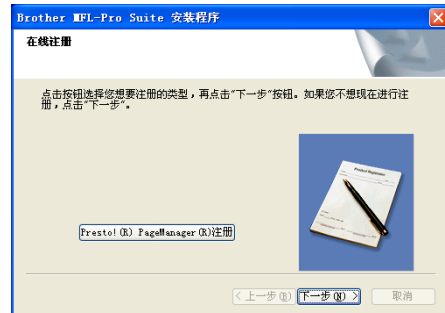 Brother MFL-Pro Suite 安装程序
在线注册
点击按钮选择您想要注册的类型，再点击“下一步”按钮。如果您不想现在进行注
册，点击“下一步”。
Product Registration
Presto! (R) PageManager (R)注册
< 上一步(B)
下一步(N) >
取消